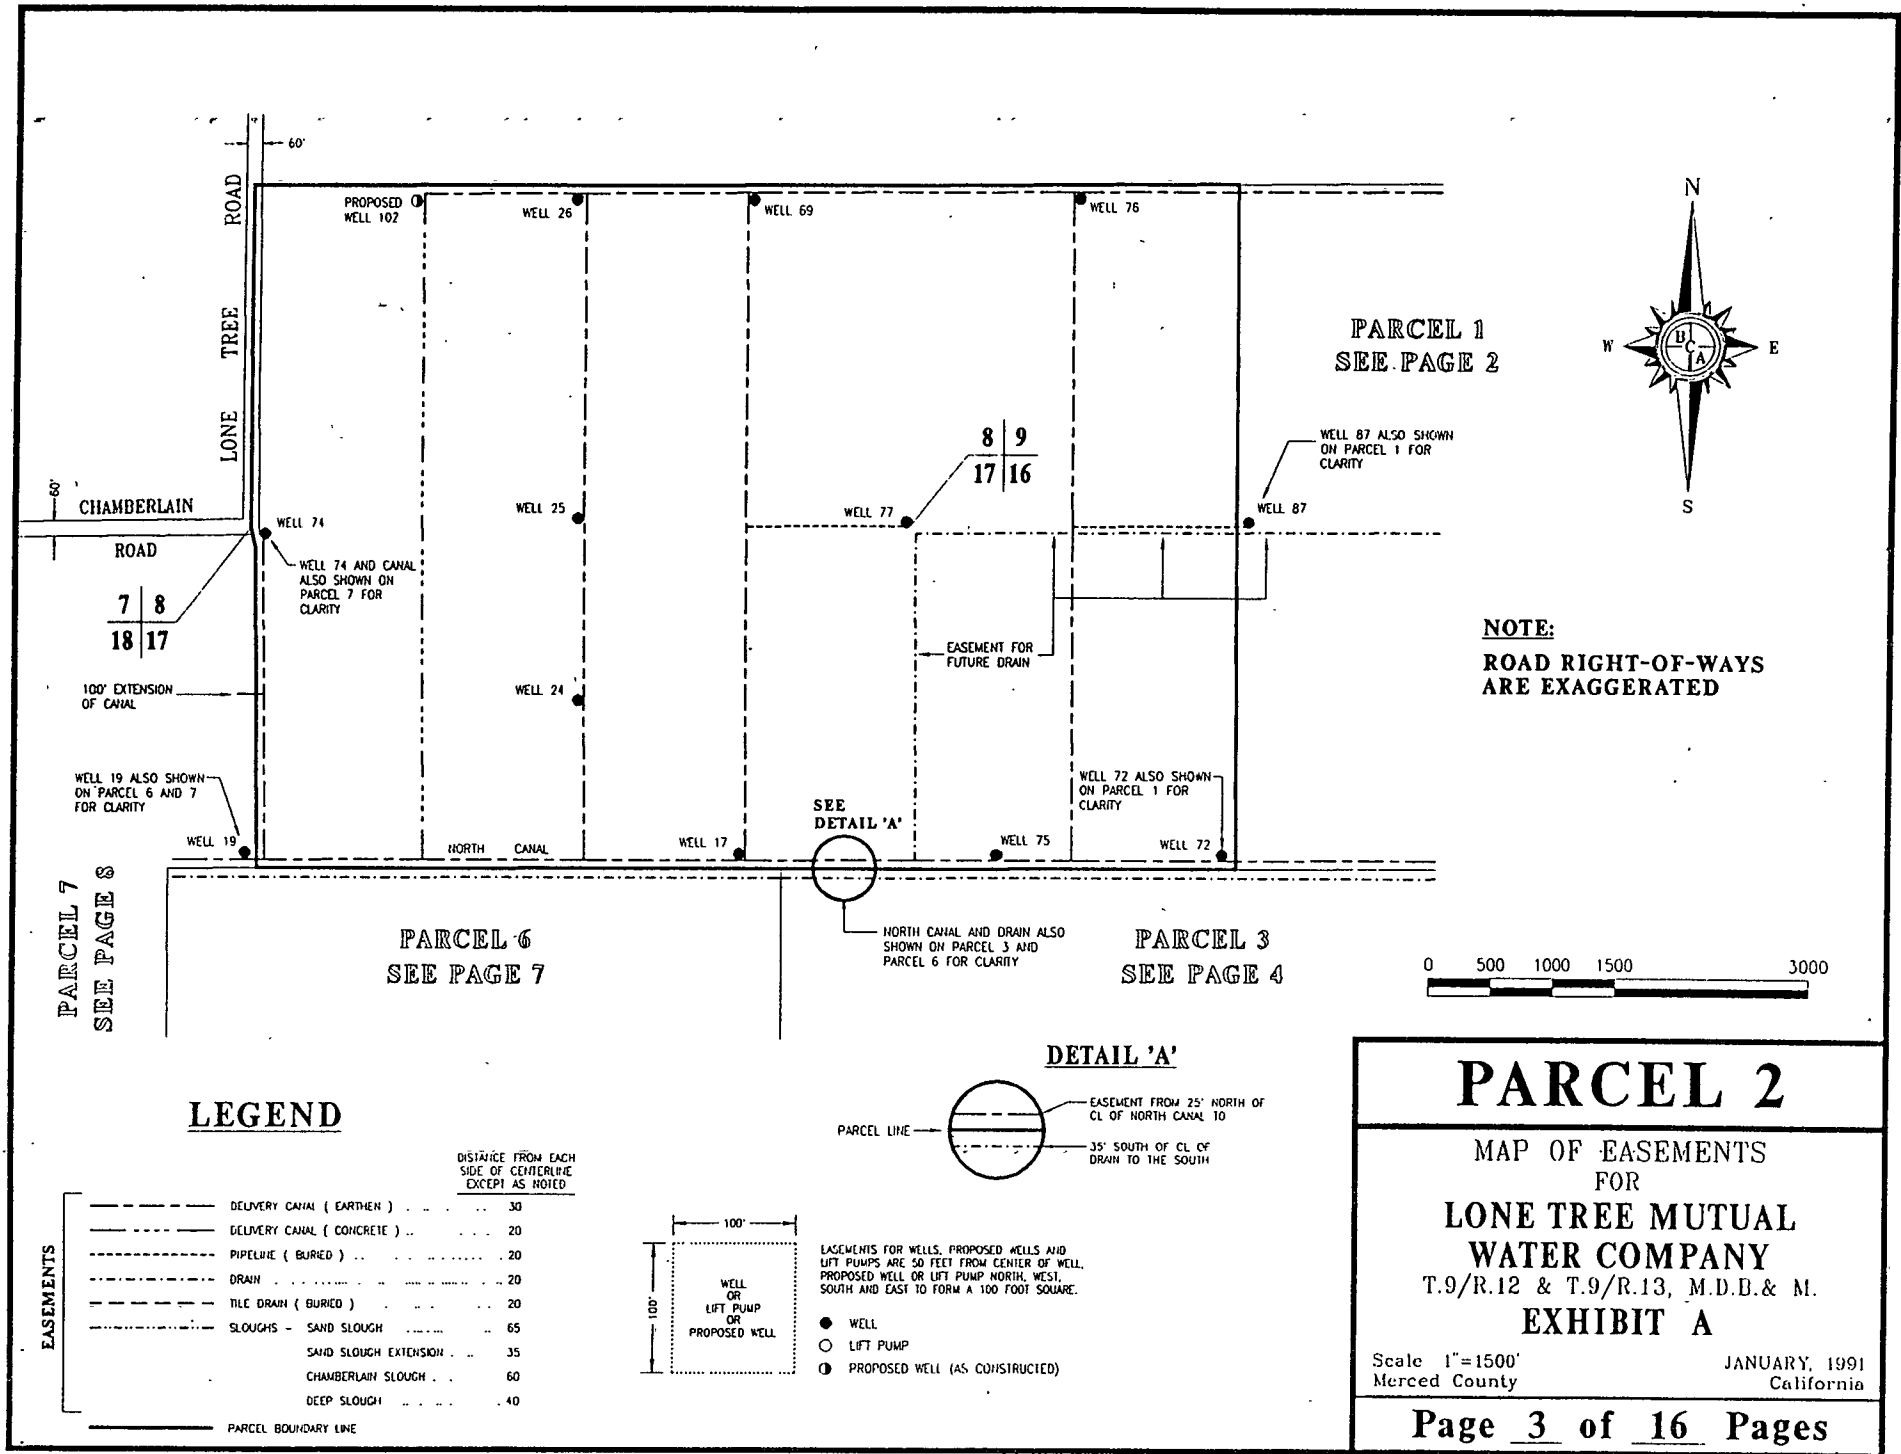 60'
LONE TREE ROAD
PROPOSED
WELL 102
WELL 26
WELL 69
WELL 76
N
W
E
S
B
C
A
PARCEL 1
SEE PAGE 2
WELL 87 ALSO SHOWN
ON PARCEL 1 FOR
CLARITY
8 9
17 16
60'
CHAMBERLAIN
ROAD
WELL 74
WELL 25
WELL 77
WELL 87
WELL 74 AND CANAL
ALSO SHOWN ON
PARCEL 7 FOR
CLARITY
7 8
18 17
EASEMENT FOR
FUTURE DRAIN
NOTE:
ROAD RIGHT-OF-WAYS
ARE EXAGGERATED
100' EXTENSION
OF CANAL
WELL 24
WELL 19 ALSO SHOWN
ON PARCEL 6 AND 7
FOR CLARITY
WELL 72 ALSO SHOWN
ON PARCEL 1 FOR
CLARITY
SEE
DETAIL 'A'
WELL 19
NORTH CANAL
WELL 17
WELL 75
WELL 72
PARCEL 7
SEE PAGE 8
PARCEL 6
SEE PAGE 7
NORTH CANAL AND DRAIN ALSO
SHOWN ON PARCEL 3 AND
PARCEL 6 FOR CLARITY
PARCEL 3
SEE PAGE 4
0 500 1000 1500 3000
DETAIL 'A'
PARCEL LINE
EASEMENT FROM 25' NORTH OF
CL OF NORTH CANAL TO
35' SOUTH OF CL OF
DRAIN TO THE SOUTH
LEGEND
DISTANCE FROM EACH
SIDE OF CENTERLINE
EXCEPT AS NOTED
EASEMENTS
DELIVERY CANAL ( EARTHEN ) 30
DELIVERY CANAL ( CONCRETE ) 20
PIPELINE ( BURIED ) 20
DRAIN 20
TILE DRAIN ( BURIED ) 20
SLOUGHS - SAND SLOUGH 65
SAND SLOUGH EXTENSION 35
CHAMBERLAIN SLOUGH 60
DEEP SLOUGH 40
PARCEL BOUNDARY LINE
100'
100'
WELL
OR
LIFT PUMP
OR
PROPOSED WELL
EASEMENTS FOR WELLS, PROPOSED WELLS AND
LIFT PUMPS ARE 50 FEET FROM CENTER OF WELL,
PROPOSED WELL OR LIFT PUMP NORTH, WEST,
SOUTH AND EAST TO FORM A 100 FOOT SQUARE.
WELL
LIFT PUMP
PROPOSED WELL (AS CONSTRUCTED)
PARCEL 2
MAP OF EASEMENTS
FOR
LONE TREE MUTUAL
WATER COMPANY
T.9/R.12 & T.9/R.13, M.D.B.& M.
EXHIBIT A
Scale 1"=1500'
Merced County
JANUARY, 1991
California
Page 3 of 16 Pages